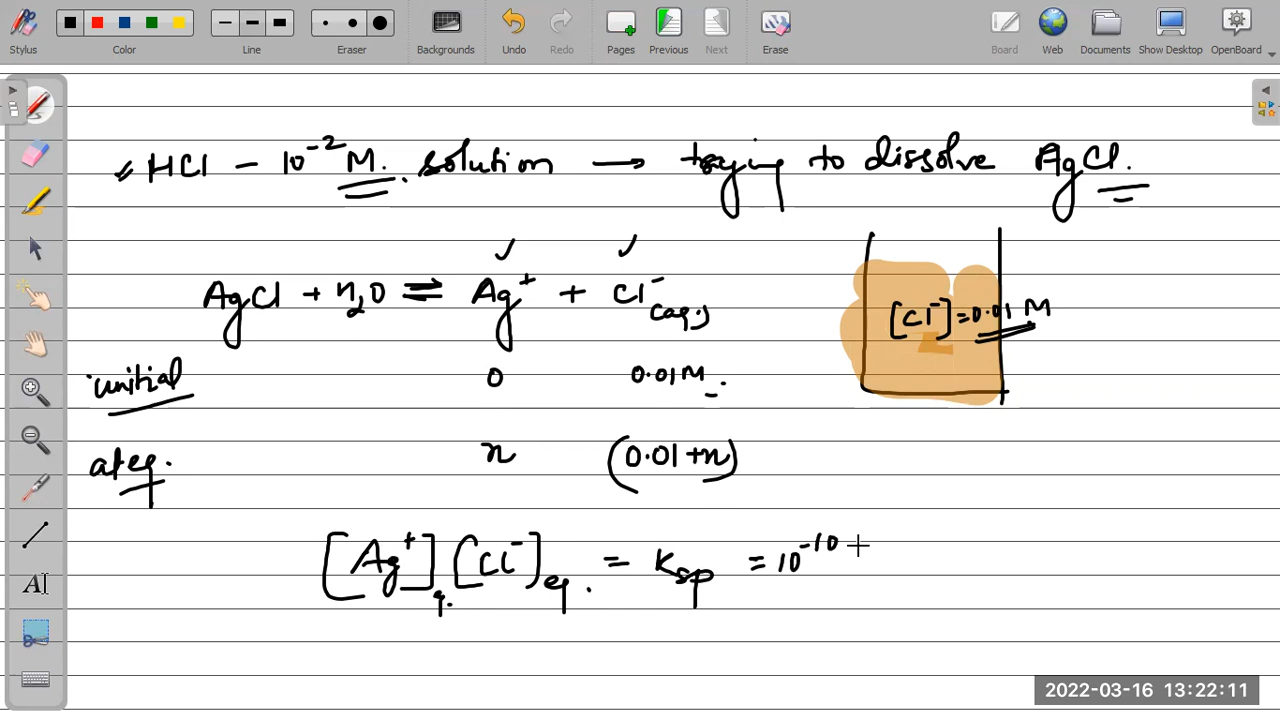 Stylus Color Line Eraser Backgrounds Undo Redo Pages Previous Next Erase Board Web Documents Show Desktop OpenBoard
HCl – 10⁻² M. solution → trying to dissolve AgCl.
AgCl + H₂O ⇌ Ag⁺ + Cl⁻(aq.)
[Cl⁻] = 0.01 M
initial 0 0.01 M.
at eq. x (0.01 + x)
[Ag⁺]q. [Cl⁻]eq. = Ksp = 10⁻¹⁰
2022-03-16 13:22:11